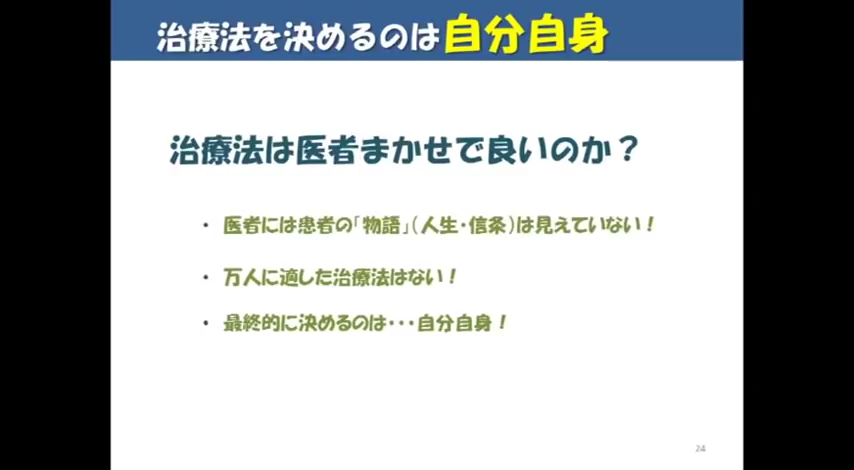 治療法を決めるのは自分自身
治療法は医者まかせで良いのか？
・ 医者には患者の「物語」（人生・信条）は見えていない！
・ 万人に適した治療法はない！
・ 最終的に決めるのは・・・自分自身！
24